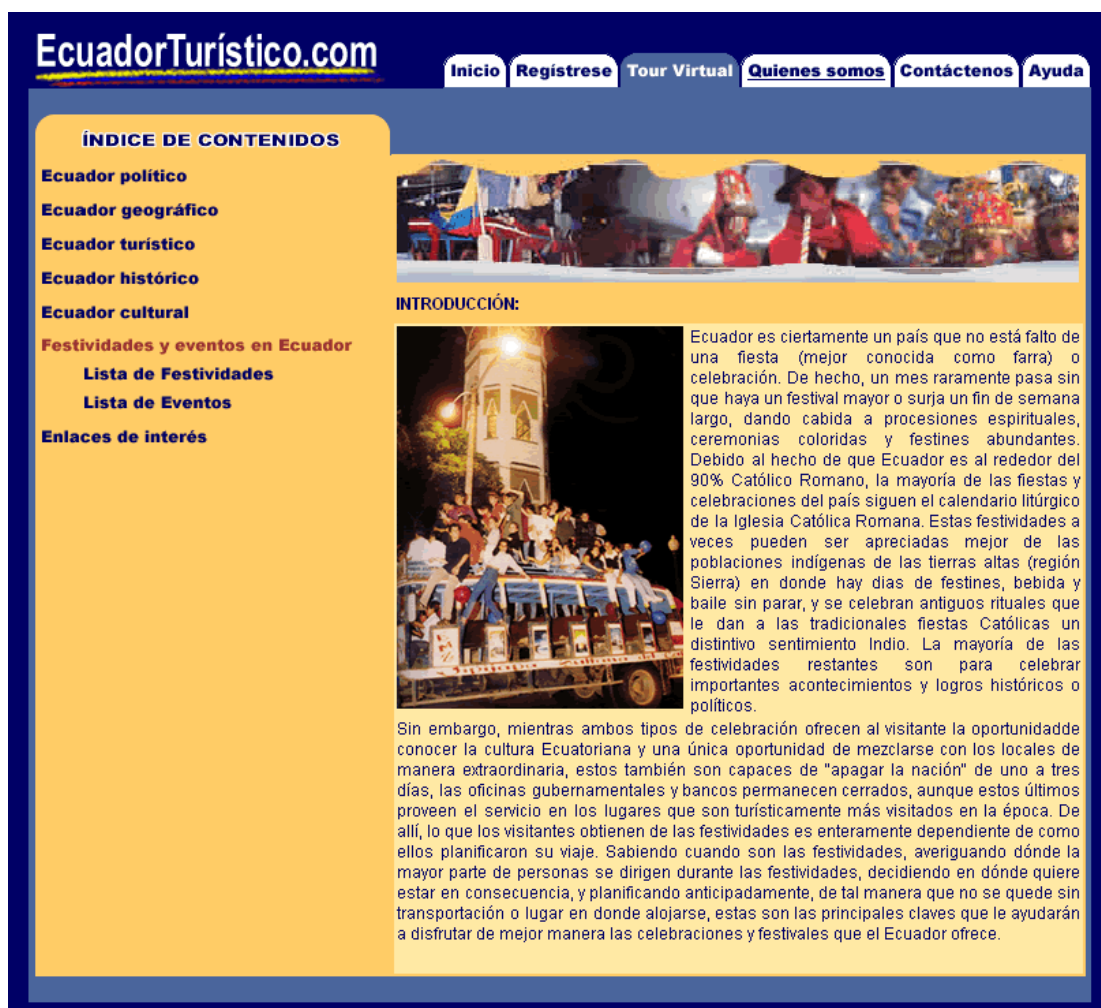 EcuadorTurístico.com
Inicio Regístrese Tour Virtual Quienes somos Contáctenos Ayuda
ÍNDICE DE CONTENIDOS
Ecuador político
Ecuador geográfico
Ecuador turístico
Ecuador histórico
Ecuador cultural
Festividades y eventos en Ecuador
Lista de Festividades
Lista de Eventos
Enlaces de interés
INTRODUCCIÓN:
Ecuador es ciertamente un país que no está falto de
una fiesta (mejor conocida como farra) o
celebración. De hecho, un mes raramente pasa sin
que haya un festival mayor o surja un fin de semana
largo, dando cabida a procesiones espirituales,
ceremonias coloridas y festines abundantes.
Debido al hecho de que Ecuador es al rededor del
90% Católico Romano, la mayoría de las fiestas y
celebraciones del país siguen el calendario litúrgico
de la Iglesia Católica Romana. Estas festividades a
veces pueden ser apreciadas mejor de las
poblaciones indígenas de las tierras altas (región
Sierra) en donde hay dias de festines, bebida y
baile sin parar, y se celebran antiguos rituales que
le dan a las tradicionales fiestas Católicas un
distintivo sentimiento Indio. La mayoría de las
festividades restantes son para celebrar
importantes acontecimientos y logros históricos o
políticos.
Sin embargo, mientras ambos tipos de celebración ofrecen al visitante la oportunidadde
conocer la cultura Ecuatoriana y una única oportunidad de mezclarse con los locales de
manera extraordinaria, estos también son capaces de "apagar la nación" de uno a tres
días, las oficinas gubernamentales y bancos permanecen cerrados, aunque estos últimos
proveen el servicio en los lugares que son turísticamente más visitados en la época. De
allí, lo que los visitantes obtienen de las festividades es enteramente dependiente de como
ellos planificaron su viaje. Sabiendo cuando son las festividades, averiguando dónde la
mayor parte de personas se dirigen durante las festividades, decidiendo en dónde quiere
estar en consecuencia, y planificando anticipadamente, de tal manera que no se quede sin
transportación o lugar en donde alojarse, estas son las principales claves que le ayudarán
a disfrutar de mejor manera las celebraciones y festivales que el Ecuador ofrece.